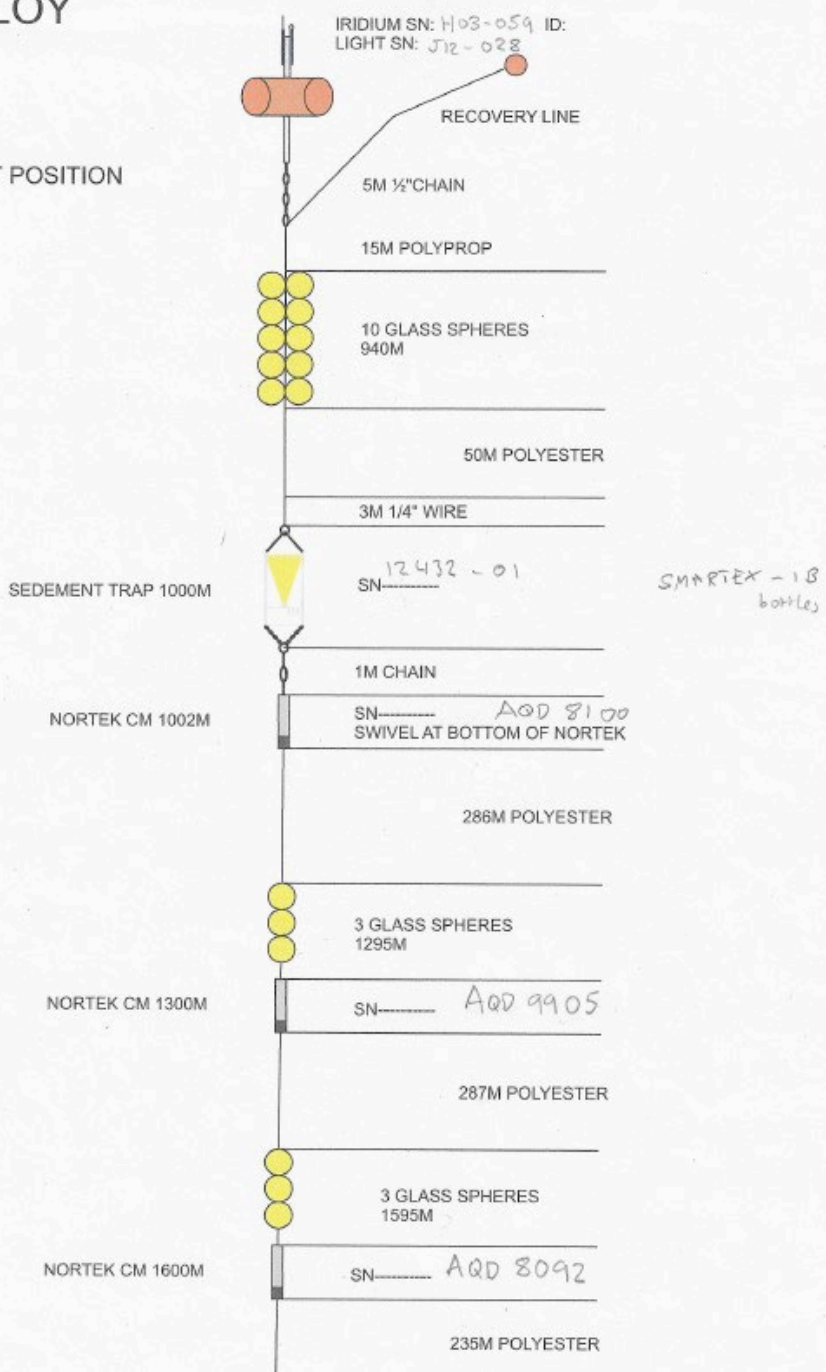 IRIDIUM SN: H03-059 ID:
LIGHT SN: J12-028
RECOVERY LINE
POSITION
5M ½"CHAIN
15M POLYPROP
10 GLASS SPHERES
940M
50M POLYESTER
3M 1/4" WIRE
SEDEMENT TRAP 1000M
SN---------- 12432-01
SMARTEX - 1B
bottles
1M CHAIN
NORTEK CM 1002M
SN---------- AQD 8100
SWIVEL AT BOTTOM OF NORTEK
286M POLYESTER
3 GLASS SPHERES
1295M
NORTEK CM 1300M
SN---------- AQD 9905
287M POLYESTER
3 GLASS SPHERES
1595M
NORTEK CM 1600M
SN---------- AQD 8092
235M POLYESTER